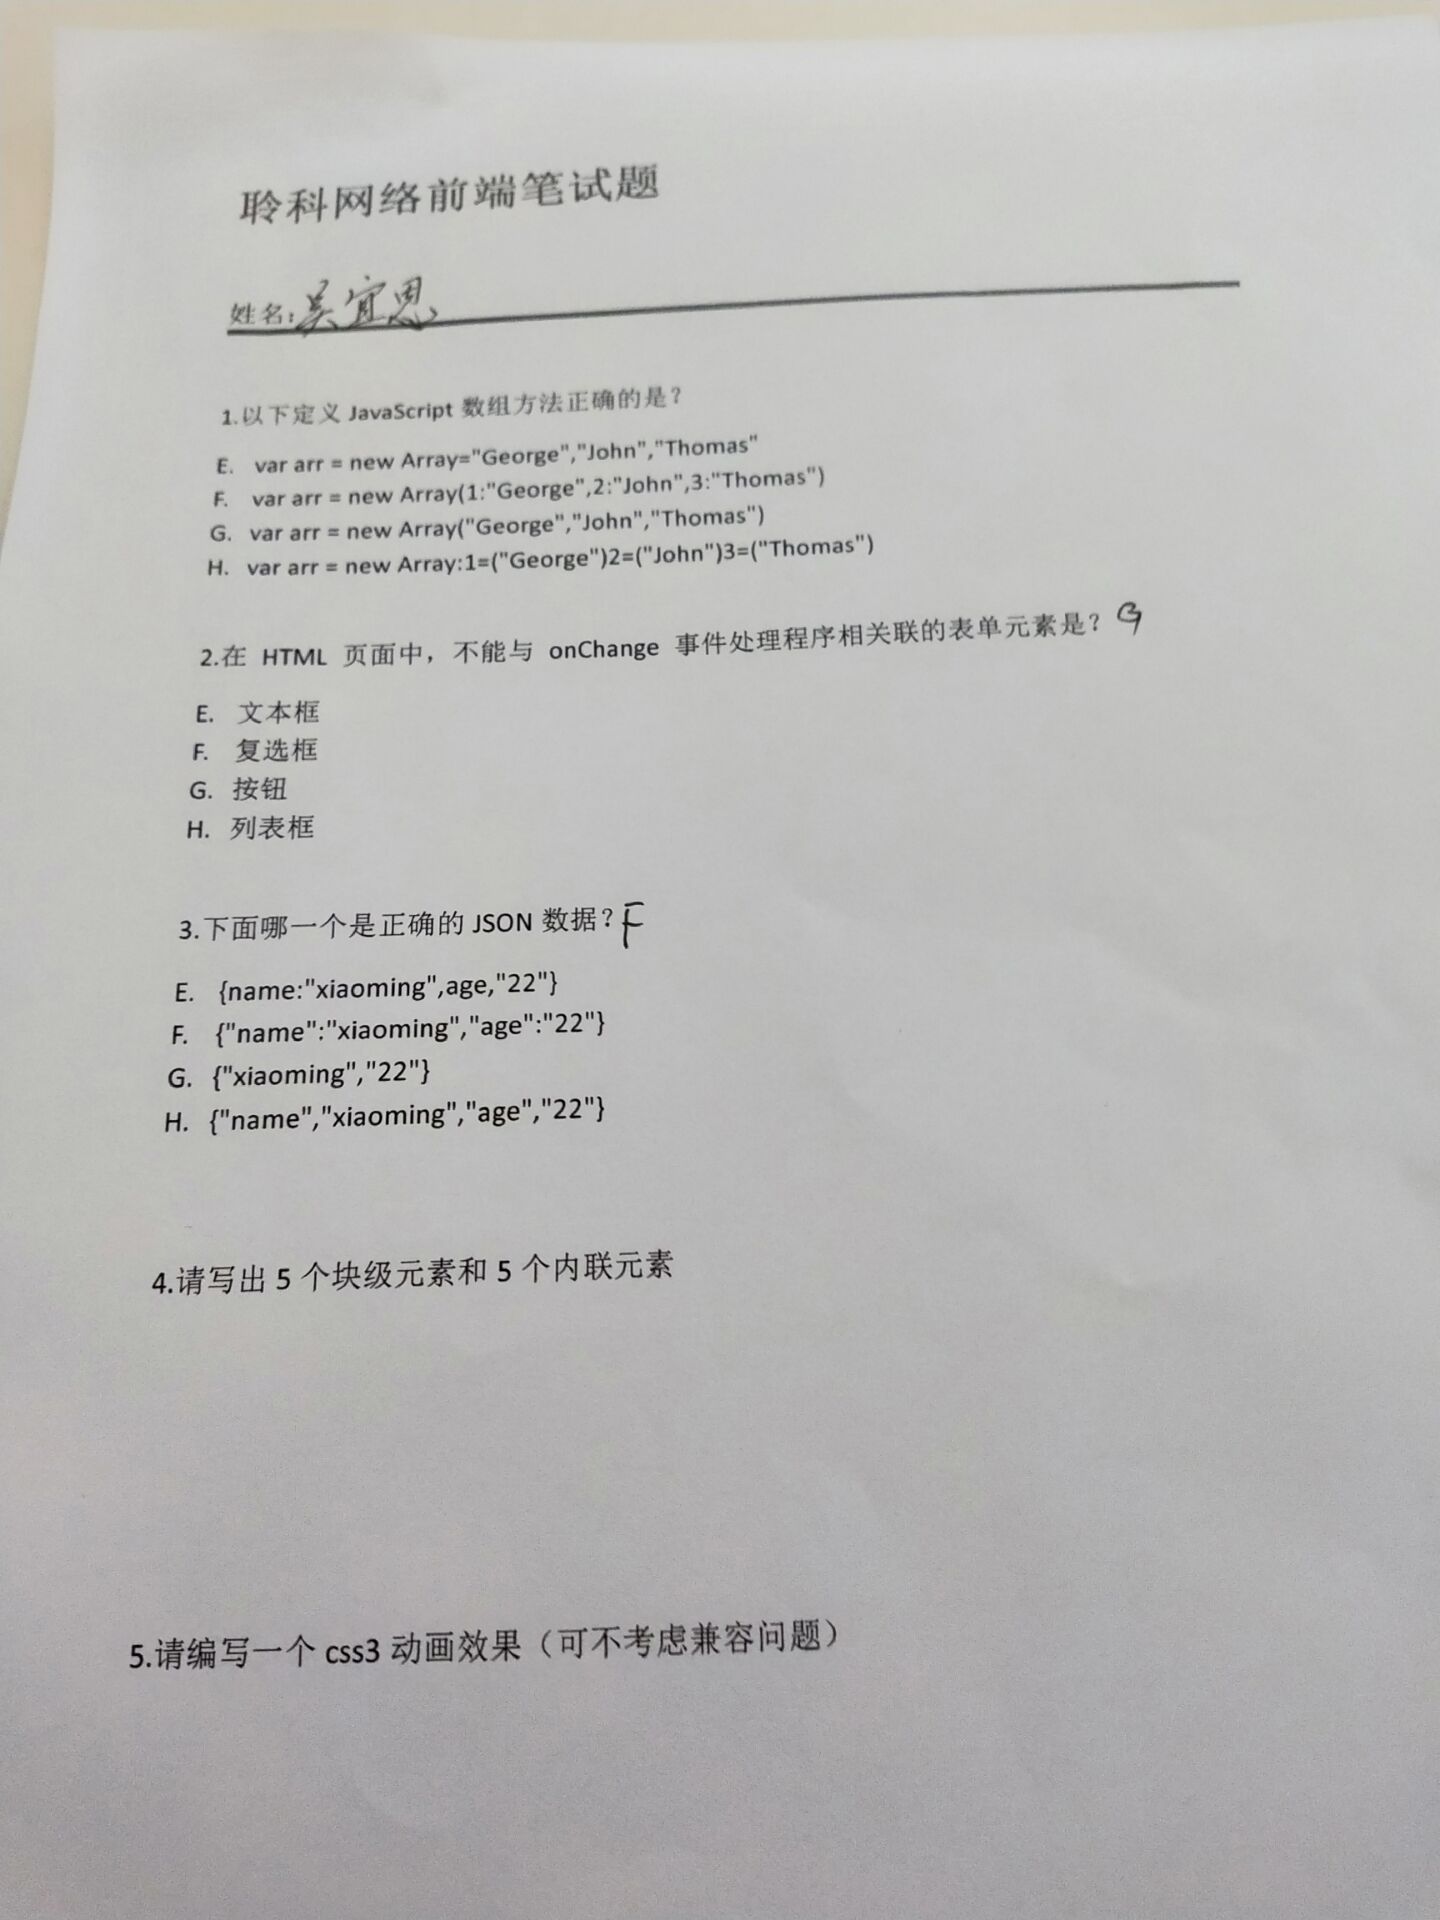 聆科网络前端笔试题
姓名:吴宜恩
1.以下定义 JavaScript 数组方法正确的是？
E. var arr = new Array="George","John","Thomas"
F. var arr = new Array(1:"George",2:"John",3:"Thomas")
G. var arr = new Array("George","John","Thomas")
H. var arr = new Array:1=("George")2=("John")3=("Thomas")
2.在 HTML 页面中，不能与 onChange 事件处理程序相关联的表单元素是？ G
E. 文本框
F. 复选框
G. 按钮
H. 列表框
3.下面哪一个是正确的 JSON 数据？F
E. {name:"xiaoming",age,"22"}
F. {"name":"xiaoming","age":"22"}
G. {"xiaoming","22"}
H. {"name","xiaoming","age","22"}
4.请写出 5 个块级元素和 5 个内联元素
5.请编写一个 css3 动画效果（可不考虑兼容问题）